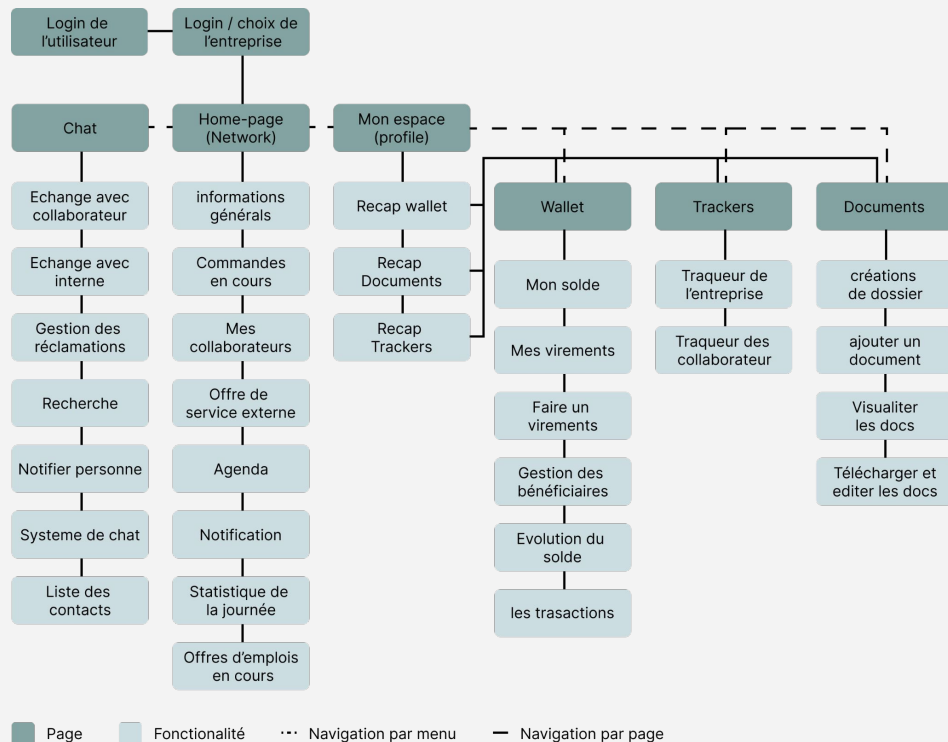 Login de
l'utilisateur
Login / choix de
l'entreprise
Chat
Home-page
(Network)
Mon espace
(profile)
Echange avec
collaborateur
Echange avec
interne
Gestion des
réclamations
Recherche
Notifier personne
Systeme de chat
Liste des
contacts
informations
générals
Commandes
en cours
Mes
collaborateurs
Offre de
service externe
Agenda
Notification
Statistique de
la journée
Offres d'emplois
en cours
Recap wallet
Recap
Documents
Recap
Trackers
Wallet
Mon solde
Mes virements
Faire un
virements
Gestion des
bénéficiaires
Evolution du
solde
les trasactions
Trackers
Traqueur de
l'entreprise
Traqueur des
collaborateur
Documents
créations
de dossier
ajouter un
document
Visualiter
les docs
Télécharger et
editer les docs
Page
Fonctionalité
Navigation par menu
Navigation par page